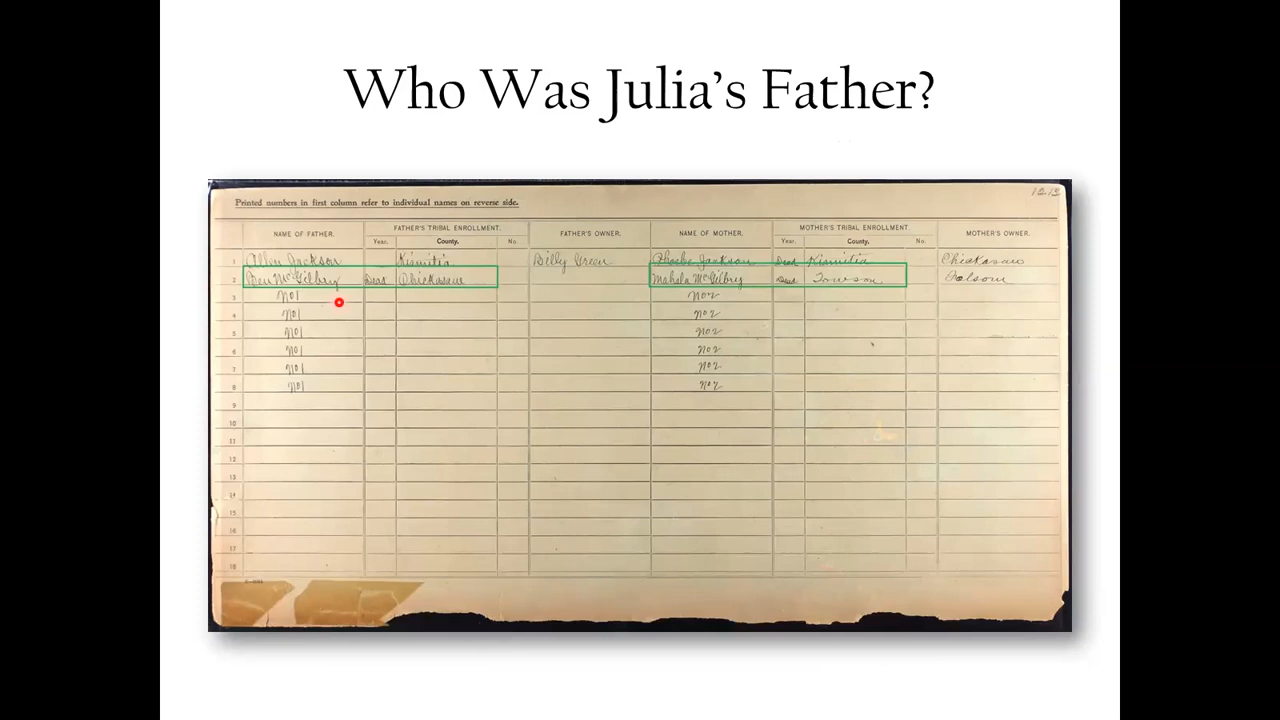 Who Was Julia's Father?
1212
Printed numbers in first column refer to individual names on reverse side.
NAME OF FATHER. FATHER'S TRIBAL ENROLLMENT. FATHER'S OWNER. NAME OF MOTHER. MOTHER'S TRIBAL ENROLLMENT. MOTHER'S OWNER.
Year. County. No. Year. County. No.
1 Allen Jackson Kiamitia Billy Green Phoebe Jackson Dead Kiamitia Chickasaw
2 Ben McGilbry Dead Chickasaw Mahala McGilbry Dead Towson Folsom
3 No1 No2
4 No1 No2
5 No1 No2
6 No1 No2
7 No1 No2
8 No1 No2
9
10
11
12
13
14
15
16
17
18